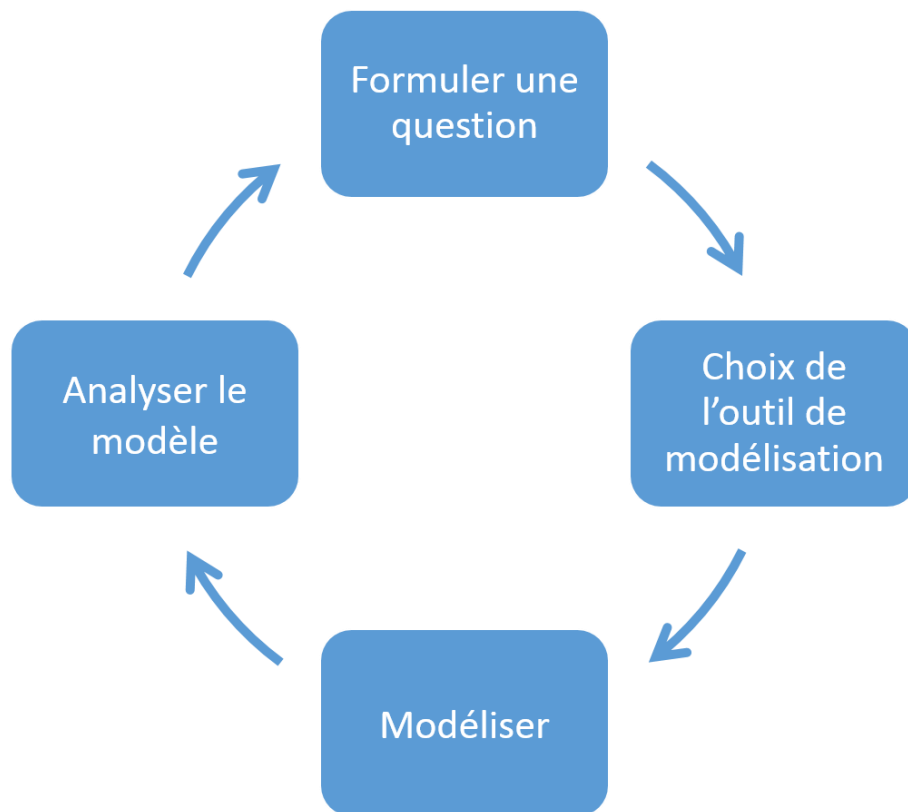 Formuler une
question
Choix de
l’outil de
modélisation
Modéliser
Analyser le
modèle